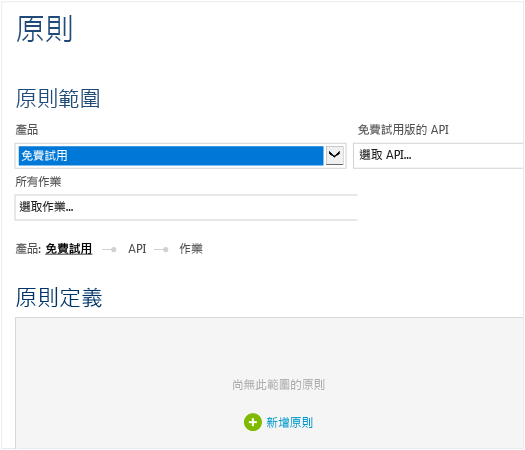 原則
原則範圍
產品 免費試用版的 API
免費試用 選取 API...
所有作業
選取作業...
產品: 免費試用 API 作業
原則定義
尚無此範圍的原則
新增原則